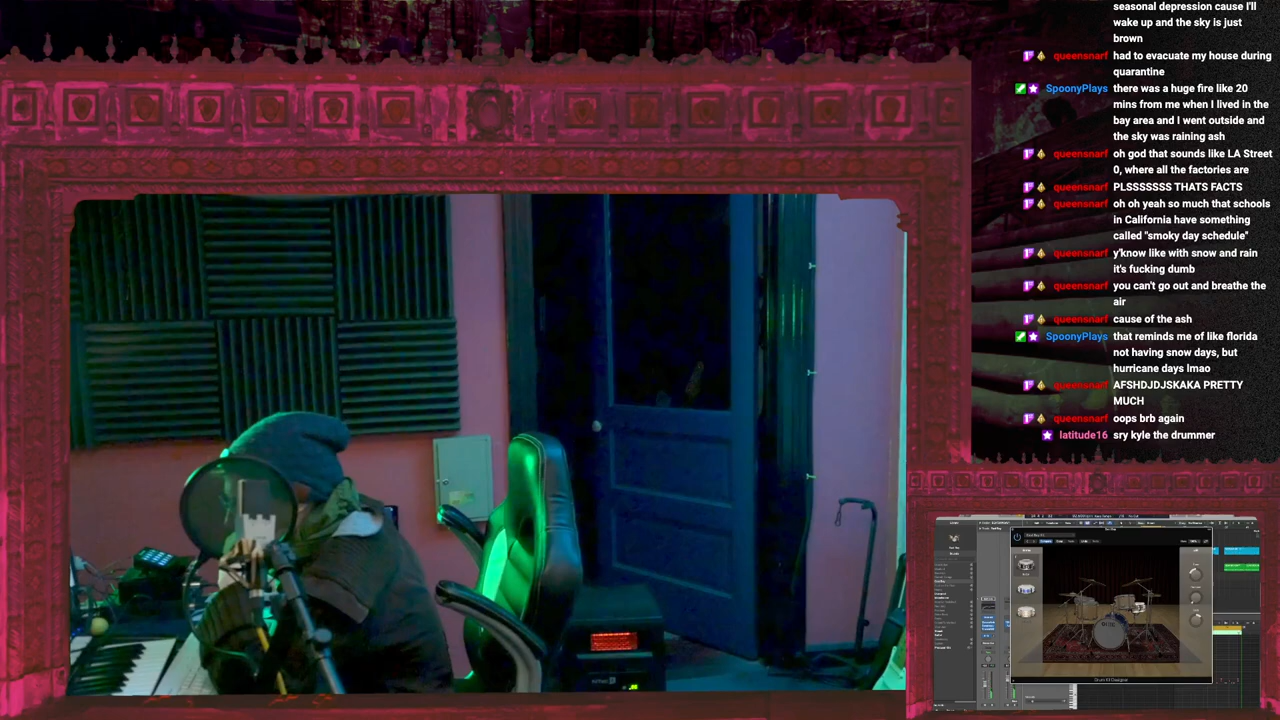 seasonal depression cause I'll
wake up and the sky is just
brown
queensnarf had to evacuate my house during
quarantine
SpoonyPlays there was a huge fire like 20
mins from me when I lived in the
bay area and I went outside and
the sky was raining ash
queensnarf oh god that sounds like LA Street
0, where all the factories are
queensnarf PLSSSSSSS THATS FACTS
queensnarf oh oh yeah so much that schools
in California have something
called "smoky day schedule"
queensnarf y'know like with snow and rain
it's fucking dumb
queensnarf you can't go out and breathe the
air
queensnarf cause of the ash
SpoonyPlays that reminds me of like florida
not having snow days, but
hurricane days lmao
queensnarf AFSHDJDJSKAKA PRETTY
MUCH
queensnarf oops brb again
latitude16 sry kyle the drummer
Drum Kit Designer